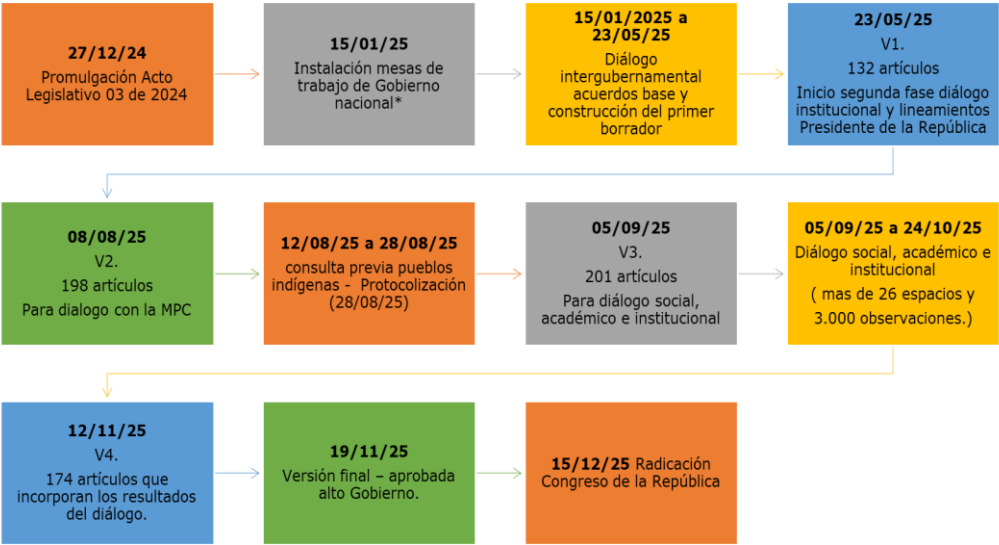 27/12/24
Promulgación Acto
Legislativo 03 de 2024
15/01/25
Instalación mesas de
trabajo de Gobierno
nacional*
15/01/2025 a
23/05/25
Diálogo
intergubernamental
acuerdos base y
construcción del primer
borrador
23/05/25
V1.
132 artículos
Inicio segunda fase diálogo
institucional y lineamientos
Presidente de la República
08/08/25
V2.
198 artículos
Para dialogo con la MPC
12/08/25 a 28/08/25
consulta previa pueblos
indígenas - Protocolización
(28/08/25)
05/09/25
V3.
201 artículos
Para diálogo social,
académico e institucional
05/09/25 a 24/10/25
Diálogo social, académico e
institucional
( mas de 26 espacios y
3.000 observaciones.)
12/11/25
V4.
174 artículos que
incorporan los resultados
del diálogo.
19/11/25
Versión final – aprobada
alto Gobierno.
15/12/25 Radicación
Congreso de la República